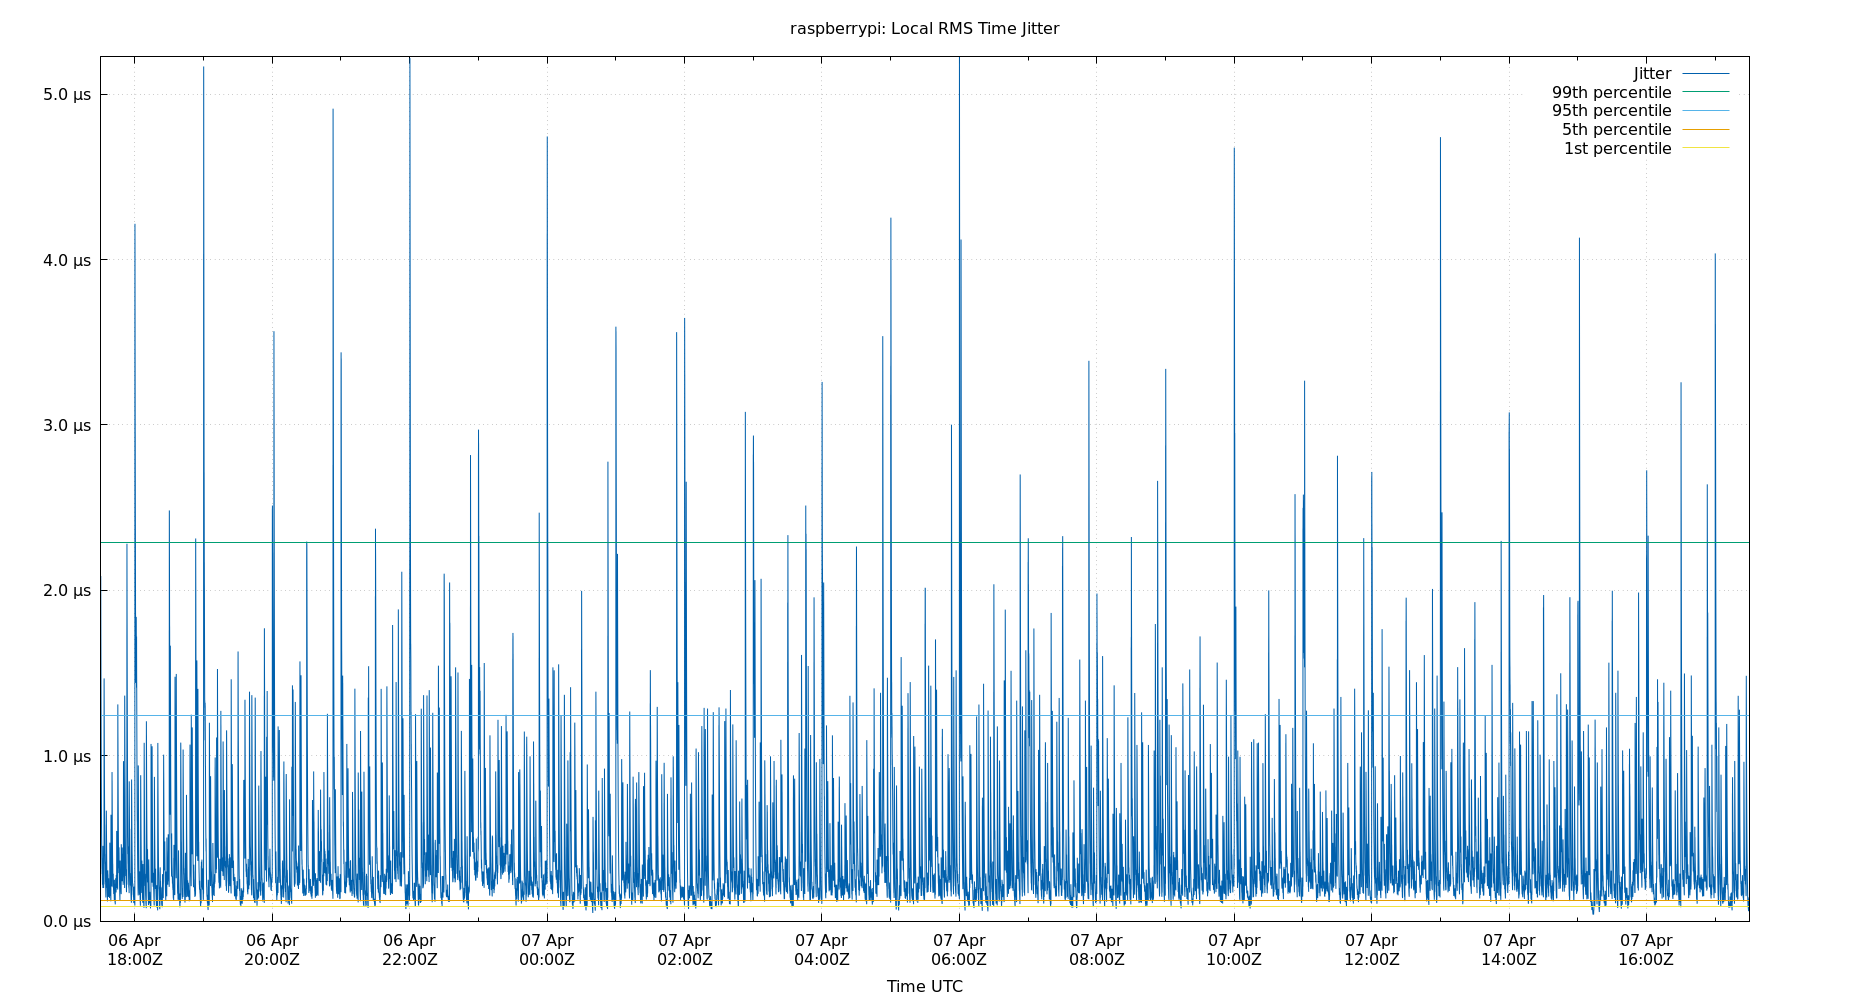 raspberrypi: Local RMS Time Jitter
Jitter
99th percentile
95th percentile
5th percentile
1st percentile
5.0 µs
4.0 µs
3.0 µs
2.0 µs
1.0 µs
0.0 µs
06 Apr 06 Apr 06 Apr 07 Apr 07 Apr 07 Apr 07 Apr 07 Apr 07 Apr 07 Apr 07 Apr 07 Apr
18:00Z 20:00Z 22:00Z 00:00Z 02:00Z 04:00Z 06:00Z 08:00Z 10:00Z 12:00Z 14:00Z 16:00Z
Time UTC